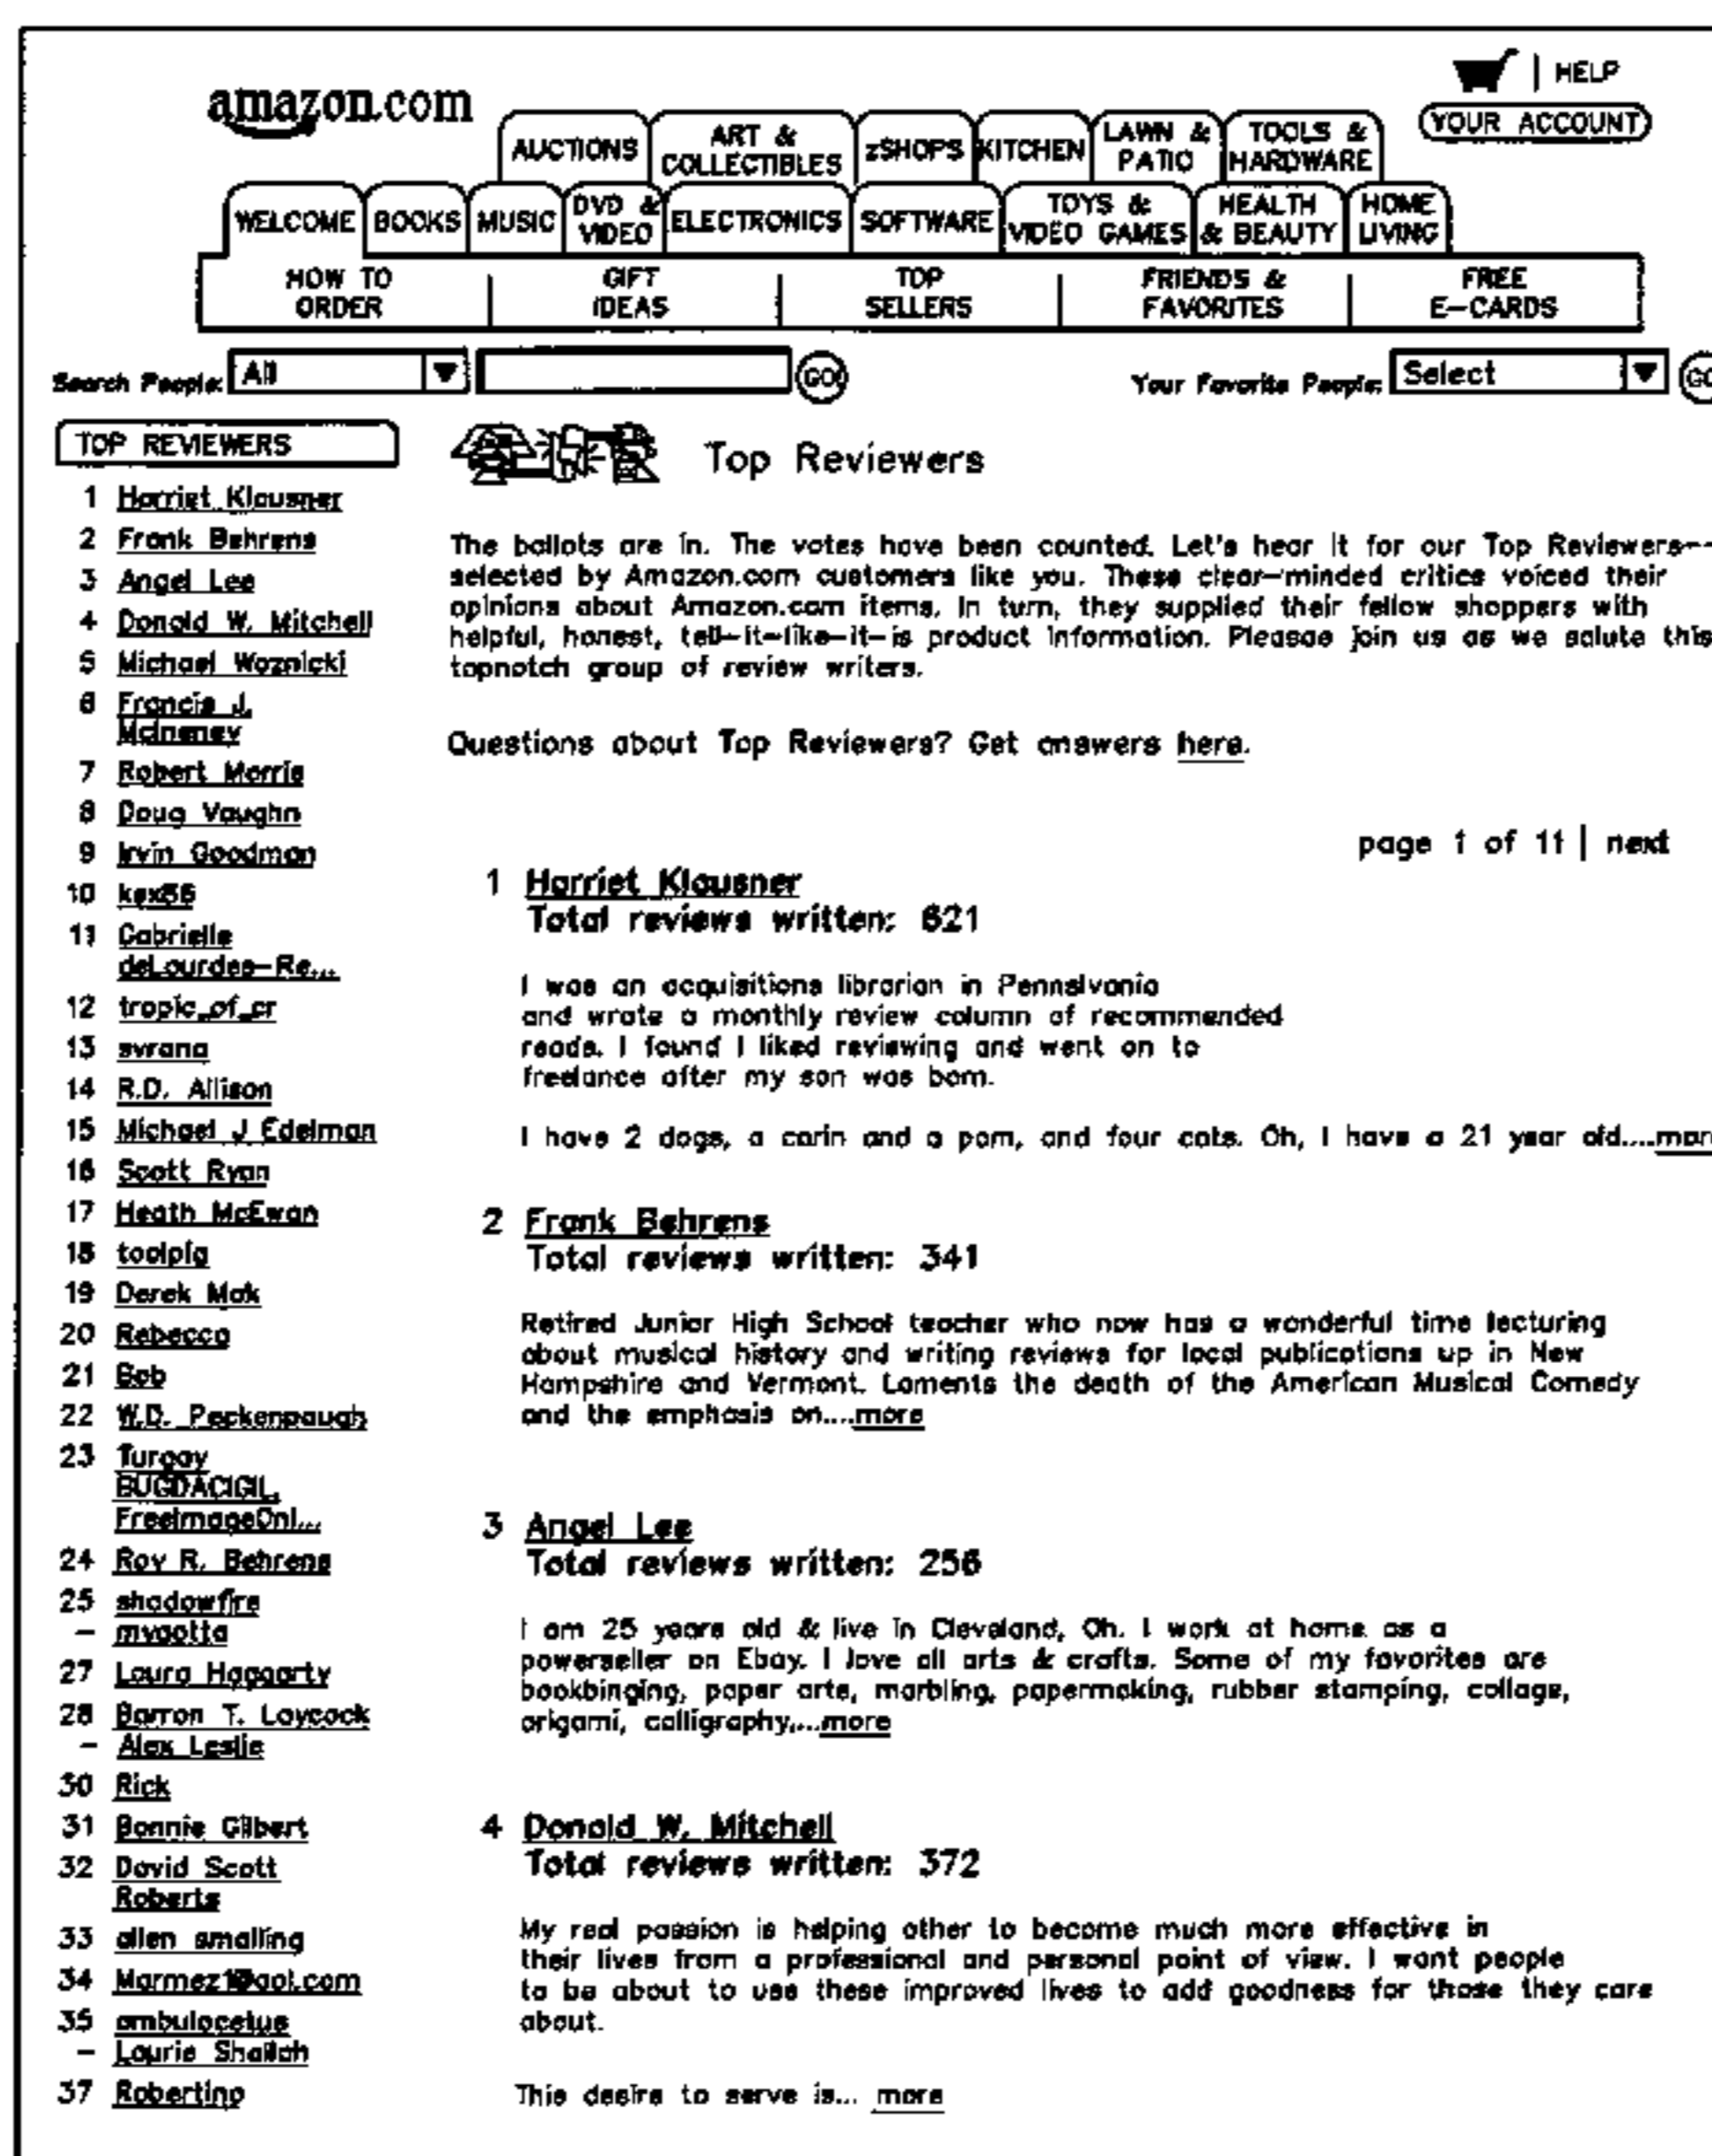 amazon.com
HELP
YOUR ACCOUNT
AUCTIONS
ART & COLLECTIBLES
zSHOPS
KITCHEN
LAWN & PATIO
TOOLS & HARDWARE
WELCOME
BOOKS
MUSIC
DVD & VIDEO
ELECTRONICS
SOFTWARE
TOYS & VIDEO GAMES
HEALTH & BEAUTY
HOME LIVING
HOW TO ORDER
GIFT IDEAS
TOP SELLERS
FRIENDS & FAVORITES
FREE E-CARDS
Search People: All GO
Your Favorite People: Select GO
TOP REVIEWERS
1 Harriet Klausner
2 Frank Behrens
3 Angel Lee
4 Donald W. Mitchell
5 Michael Woznicki
6 Francis J.
McInerney
7 Robert Morris
8 Doug Vaughn
9 Irvin Goodman
10
11 Gabrielle
deLourdes-Re...
12 tropic_of_cr
13 svrana
14 R.D. Allison
15 Michael J Edelman
16 Scott Ryan
17 Heath McEwan
18 toolpig
19 Derek Mok
20 Rebecca
21 Bob
22 W.D. Peckenpaugh
23 Turgay
BUGDACIGIL,
FreeImageOnl...
24 Roy R. Behrens
25 shadowfire
-
27 Laura Haggarty
28 Barron T. Laycock
- Alex Leslie
30 Rick
31 Bonnie Gilbert
32 David Scott
Roberts
33 allen smalling
34 Marmez1@aol.com
35 ambulocetus
- Laurie Shallah
37 Robertino
Top Reviewers
The ballots are in. The votes have been counted. Let's hear it for our Top Reviewers--
selected by Amazon.com customers like you. These clear-minded critics voiced their
opinions about Amazon.com items. In turn, they supplied their fellow shoppers with
helpful, honest, tell-it-like-it-is product information. Pleasae join us as we salute this
topnotch group of review writers.
Questions about Top Reviewers? Get answers here.
page 1 of 11 | next
1 Harriet Klausner
Total reviews written: 621
I was an acquisitions librarian in Pennslvania
and wrote a monthly review column of recommended
reads. I found I liked reviewing and went on to
freelance after my son was born.
I have 2 dogs, a carin and a pom, and four cats. Oh, I have a 21 year old....more
2 Frank Behrens
Total reviews written: 341
Retired Junior High School teacher who now has a wonderful time lecturing
about musical history and writing reviews for local publications up in New
Hampshire and Vermont. Laments the death of the American Musical Comedy
and the emphasis on....more
3 Angel Lee
Total reviews written: 256
I am 25 years old & live in Cleveland, Oh. I work at home as a
powerseller on Ebay. I love all arts & crafts. Some of my favorites are
bookbinging, paper arts, marbling, papermaking, rubber stamping, collage,
origami, calligraphy,...more
4 Donald W. Mitchell
Total reviews written: 372
My real passion is helping other to become much more effective in
their lives from a professional and personal point of view. I want people
to be about to use these improved lives to add goodness for those they care
about.
This desire to serve is... more